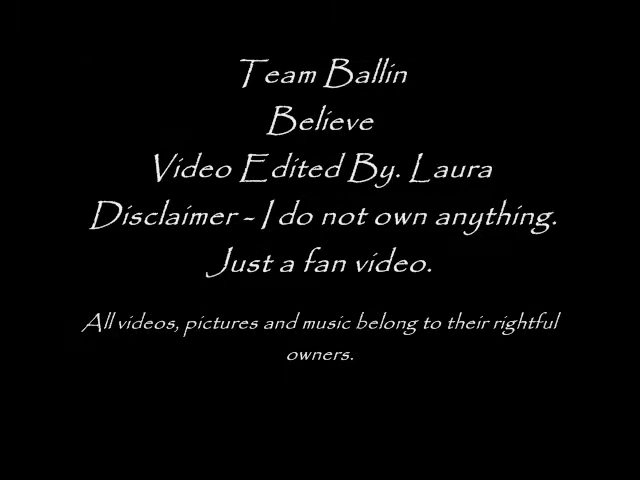 Team Ballin
Believe
Video Edited By. Laura
Disclaimer - I do not own anything.
Just a fan video.
All videos, pictures and music belong to their rightful
owners.